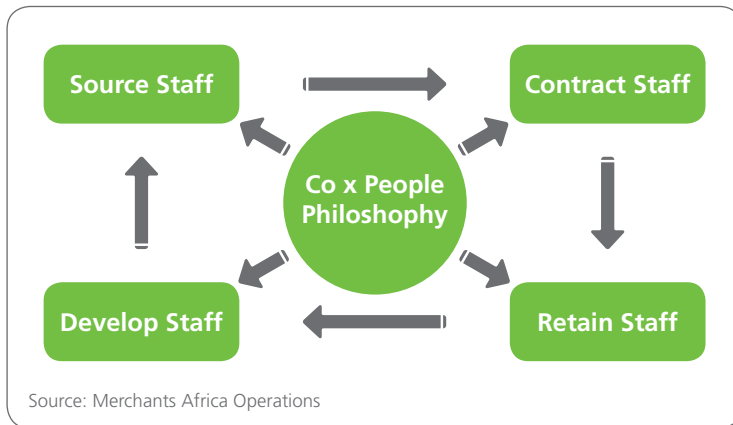 Source Staff
Contract Staff
Co x People
Philoshophy
Develop Staff
Retain Staff
Source: Merchants Africa Operations